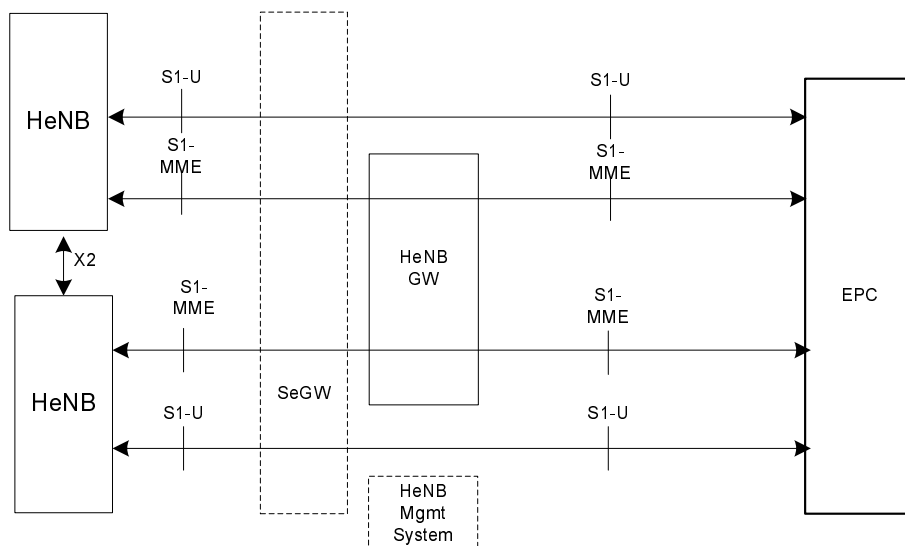 S1-U
S1-U
HeNB
S1-
MME
S1-
MME
X2
HeNB
GW
S1-
MME
S1-
MME
EPC
HeNB
SeGW
S1-U
S1-U
HeNB
Mgmt
System